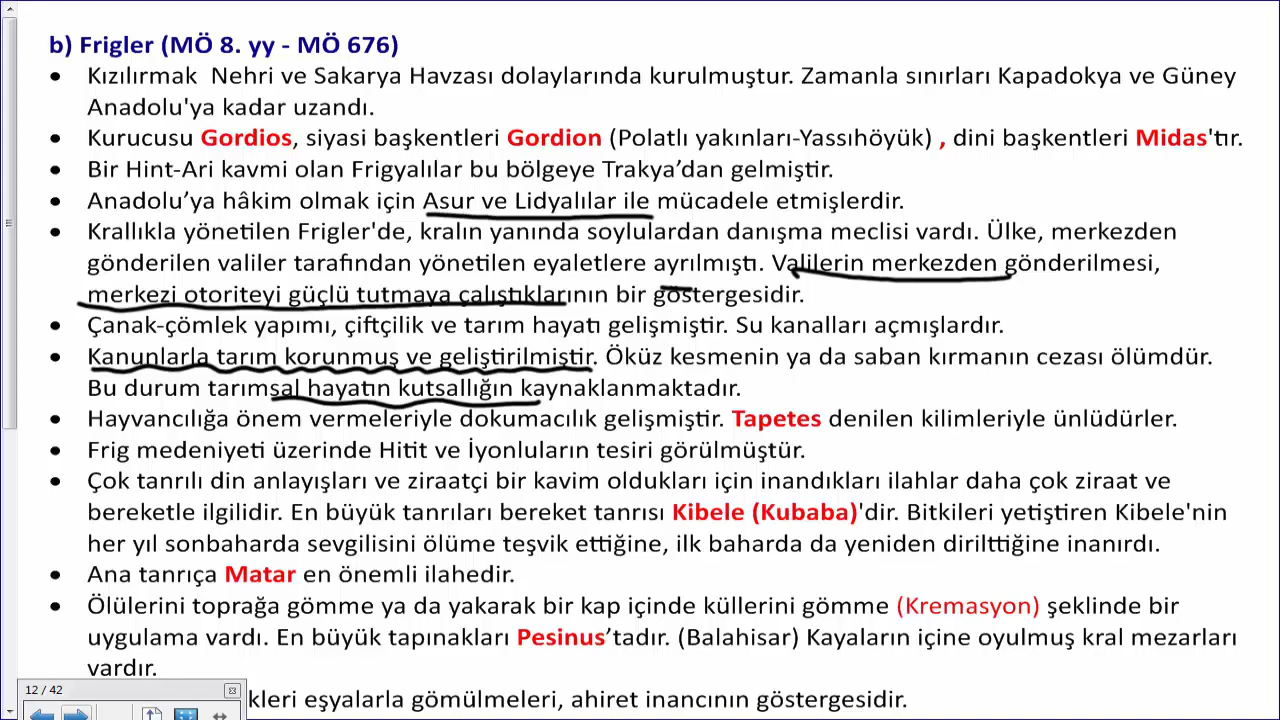 b) Frigler (MÖ 8. yy - MÖ 676)
• Kızılırmak Nehri ve Sakarya Havzası dolaylarında kurulmuştur. Zamanla sınırları Kapadokya ve Güney
Anadolu'ya kadar uzandı.
• Kurucusu Gordios, siyasi başkentleri Gordion (Polatlı yakınları-Yassıhöyük) , dini başkentleri Midas'tır.
• Bir Hint-Ari kavmi olan Frigyalılar bu bölgeye Trakya’dan gelmiştir.
• Anadolu’ya hâkim olmak için Asur ve Lidyalılar ile mücadele etmişlerdir.
• Krallıkla yönetilen Frigler'de, kralın yanında soylulardan danışma meclisi vardı. Ülke, merkezden
gönderilen valiler tarafından yönetilen eyaletlere ayrılmıştı. Valilerin merkezden gönderilmesi,
merkezi otoriteyi güçlü tutmaya çalıştıklarının bir göstergesidir.
• Çanak-çömlek yapımı, çiftçilik ve tarım hayatı gelişmiştir. Su kanalları açmışlardır.
• Kanunlarla tarım korunmuş ve geliştirilmiştir. Öküz kesmenin ya da saban kırmanın cezası ölümdür.
Bu durum tarımsal hayatın kutsallığın kaynaklanmaktadır.
• Hayvancılığa önem vermeleriyle dokumacılık gelişmiştir. Tapetes denilen kilimleriyle ünlüdürler.
• Frig medeniyeti üzerinde Hitit ve İyonluların tesiri görülmüştür.
• Çok tanrılı din anlayışları ve ziraatçi bir kavim oldukları için inandıkları ilahlar daha çok ziraat ve
bereketle ilgilidir. En büyük tanrıları bereket tanrısı Kibele (Kubaba)'dir. Bitkileri yetiştiren Kibele'nin
her yıl sonbaharda sevgilisini ölüme teşvik ettiğine, ilk baharda da yeniden dirilttiğine inanırdı.
• Ana tanrıça Matar en önemli ilahedir.
• Ölülerini toprağa gömme ya da yakarak bir kap içinde küllerini gömme (Kremasyon) şeklinde bir
uygulama vardı. En büyük tapınakları Pesinus’tadır. (Balahisar) Kayaların içine oyulmuş kral mezarları
vardır.
kleri eşyalarla gömülmeleri, ahiret inancının göstergesidir.
12 / 42